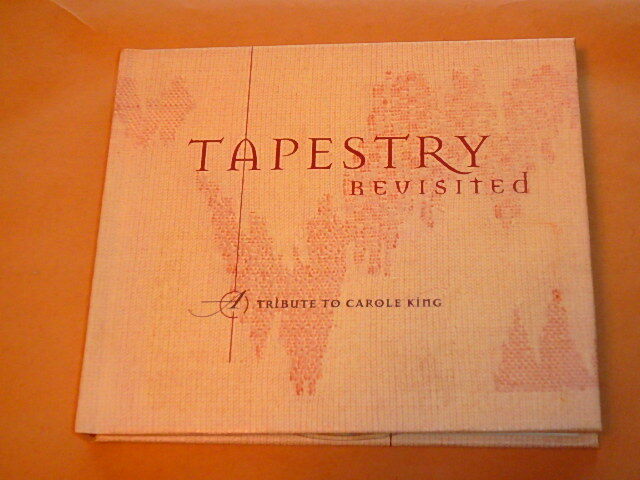 TAPESTRY
REVISITED
A TRIBUTE TO CAROLE KING